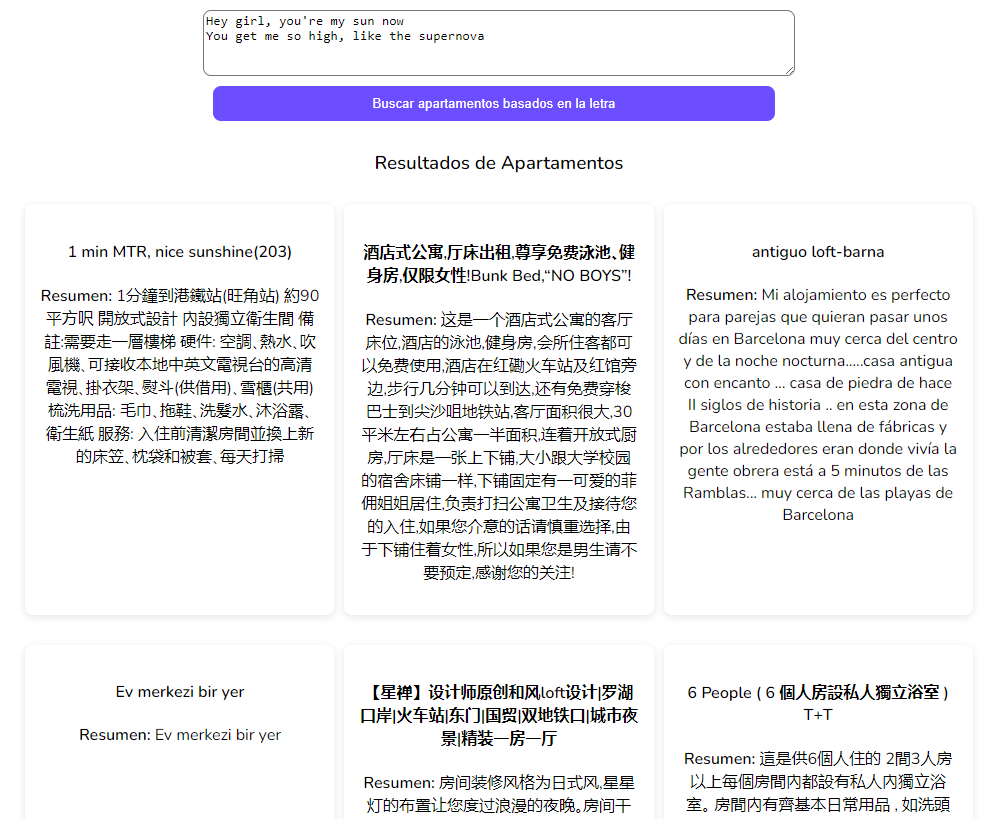 Hey girl, you're my sun now
You get me so high, like the supernova
Buscar apartamentos basados en la letra
Resultados de Apartamentos
1 min MTR, nice sunshine(203)
Resumen: 1分鐘到港鐵站(旺角站) 約90
平方呎 開放式設計 內設獨立衛生間 備
註:需要走一層樓梯 硬件: 空調、熱水、吹
風機、可接收本地中英文電視台的高清
電視、掛衣架、熨斗(供借用)、雪櫃(共用)
梳洗用品: 毛巾、拖鞋、洗髮水、沐浴露、
衛生紙 服務: 入住前清潔房間並換上新
的床笠、枕袋和被套、每天打掃
酒店式公寓,厅床出租,尊享免费泳池、健
身房,仅限女性!Bunk Bed,“NO BOYS”!
Resumen: 这是一个酒店式公寓的客厅
床位,酒店的泳池,健身房,会所住客都可
以免费使用,酒店在红磡火车站及红馆旁
边,步行几分钟可以到达,还有免费穿梭
巴士到尖沙咀地铁站,客厅面积很大,30
平米左右占公寓一半面积,连着开放式厨
房,厅床是一张上下铺,大小跟大学校园
的宿舍床铺一样,下铺固定有一可爱的菲
佣姐姐居住,负责打扫公寓卫生及接待您
的入住,如果您介意的话请慎重选择,由
于下铺住着女性,所以如果您是男生请不
要预定,感谢您的关注!
antiguo loft-barna
Resumen: Mi alojamiento es perfecto
para parejas que quieran pasar unos
días en Barcelona muy cerca del centro
y de la noche nocturna.....casa antigua
con encanto ... casa de piedra de hace
II siglos de historia .. en esta zona de
Barcelona estaba llena de fábricas y
por los alrededores eran donde vivía la
gente obrera está a 5 minutos de las
Ramblas... muy cerca de las playas de
Barcelona
Ev merkezi bir yer
Resumen: Ev merkezi bir yer
【星禅】设计师原创和风loft设计|罗湖
口岸|火车站|东门|国贸|双地铁口|城市夜
景|精装一房一厅
Resumen: 房间装修风格为日式风,星星
灯的布置让您度过浪漫的夜晚。房间干
6 People ( 6 個人房設私人獨立浴室 )
T+T
Resumen: 這是供6個人住的 2間3人房
以上每個房間內都設有私人內獨立浴
室。房間內有齊基本日常用品 , 如洗頭